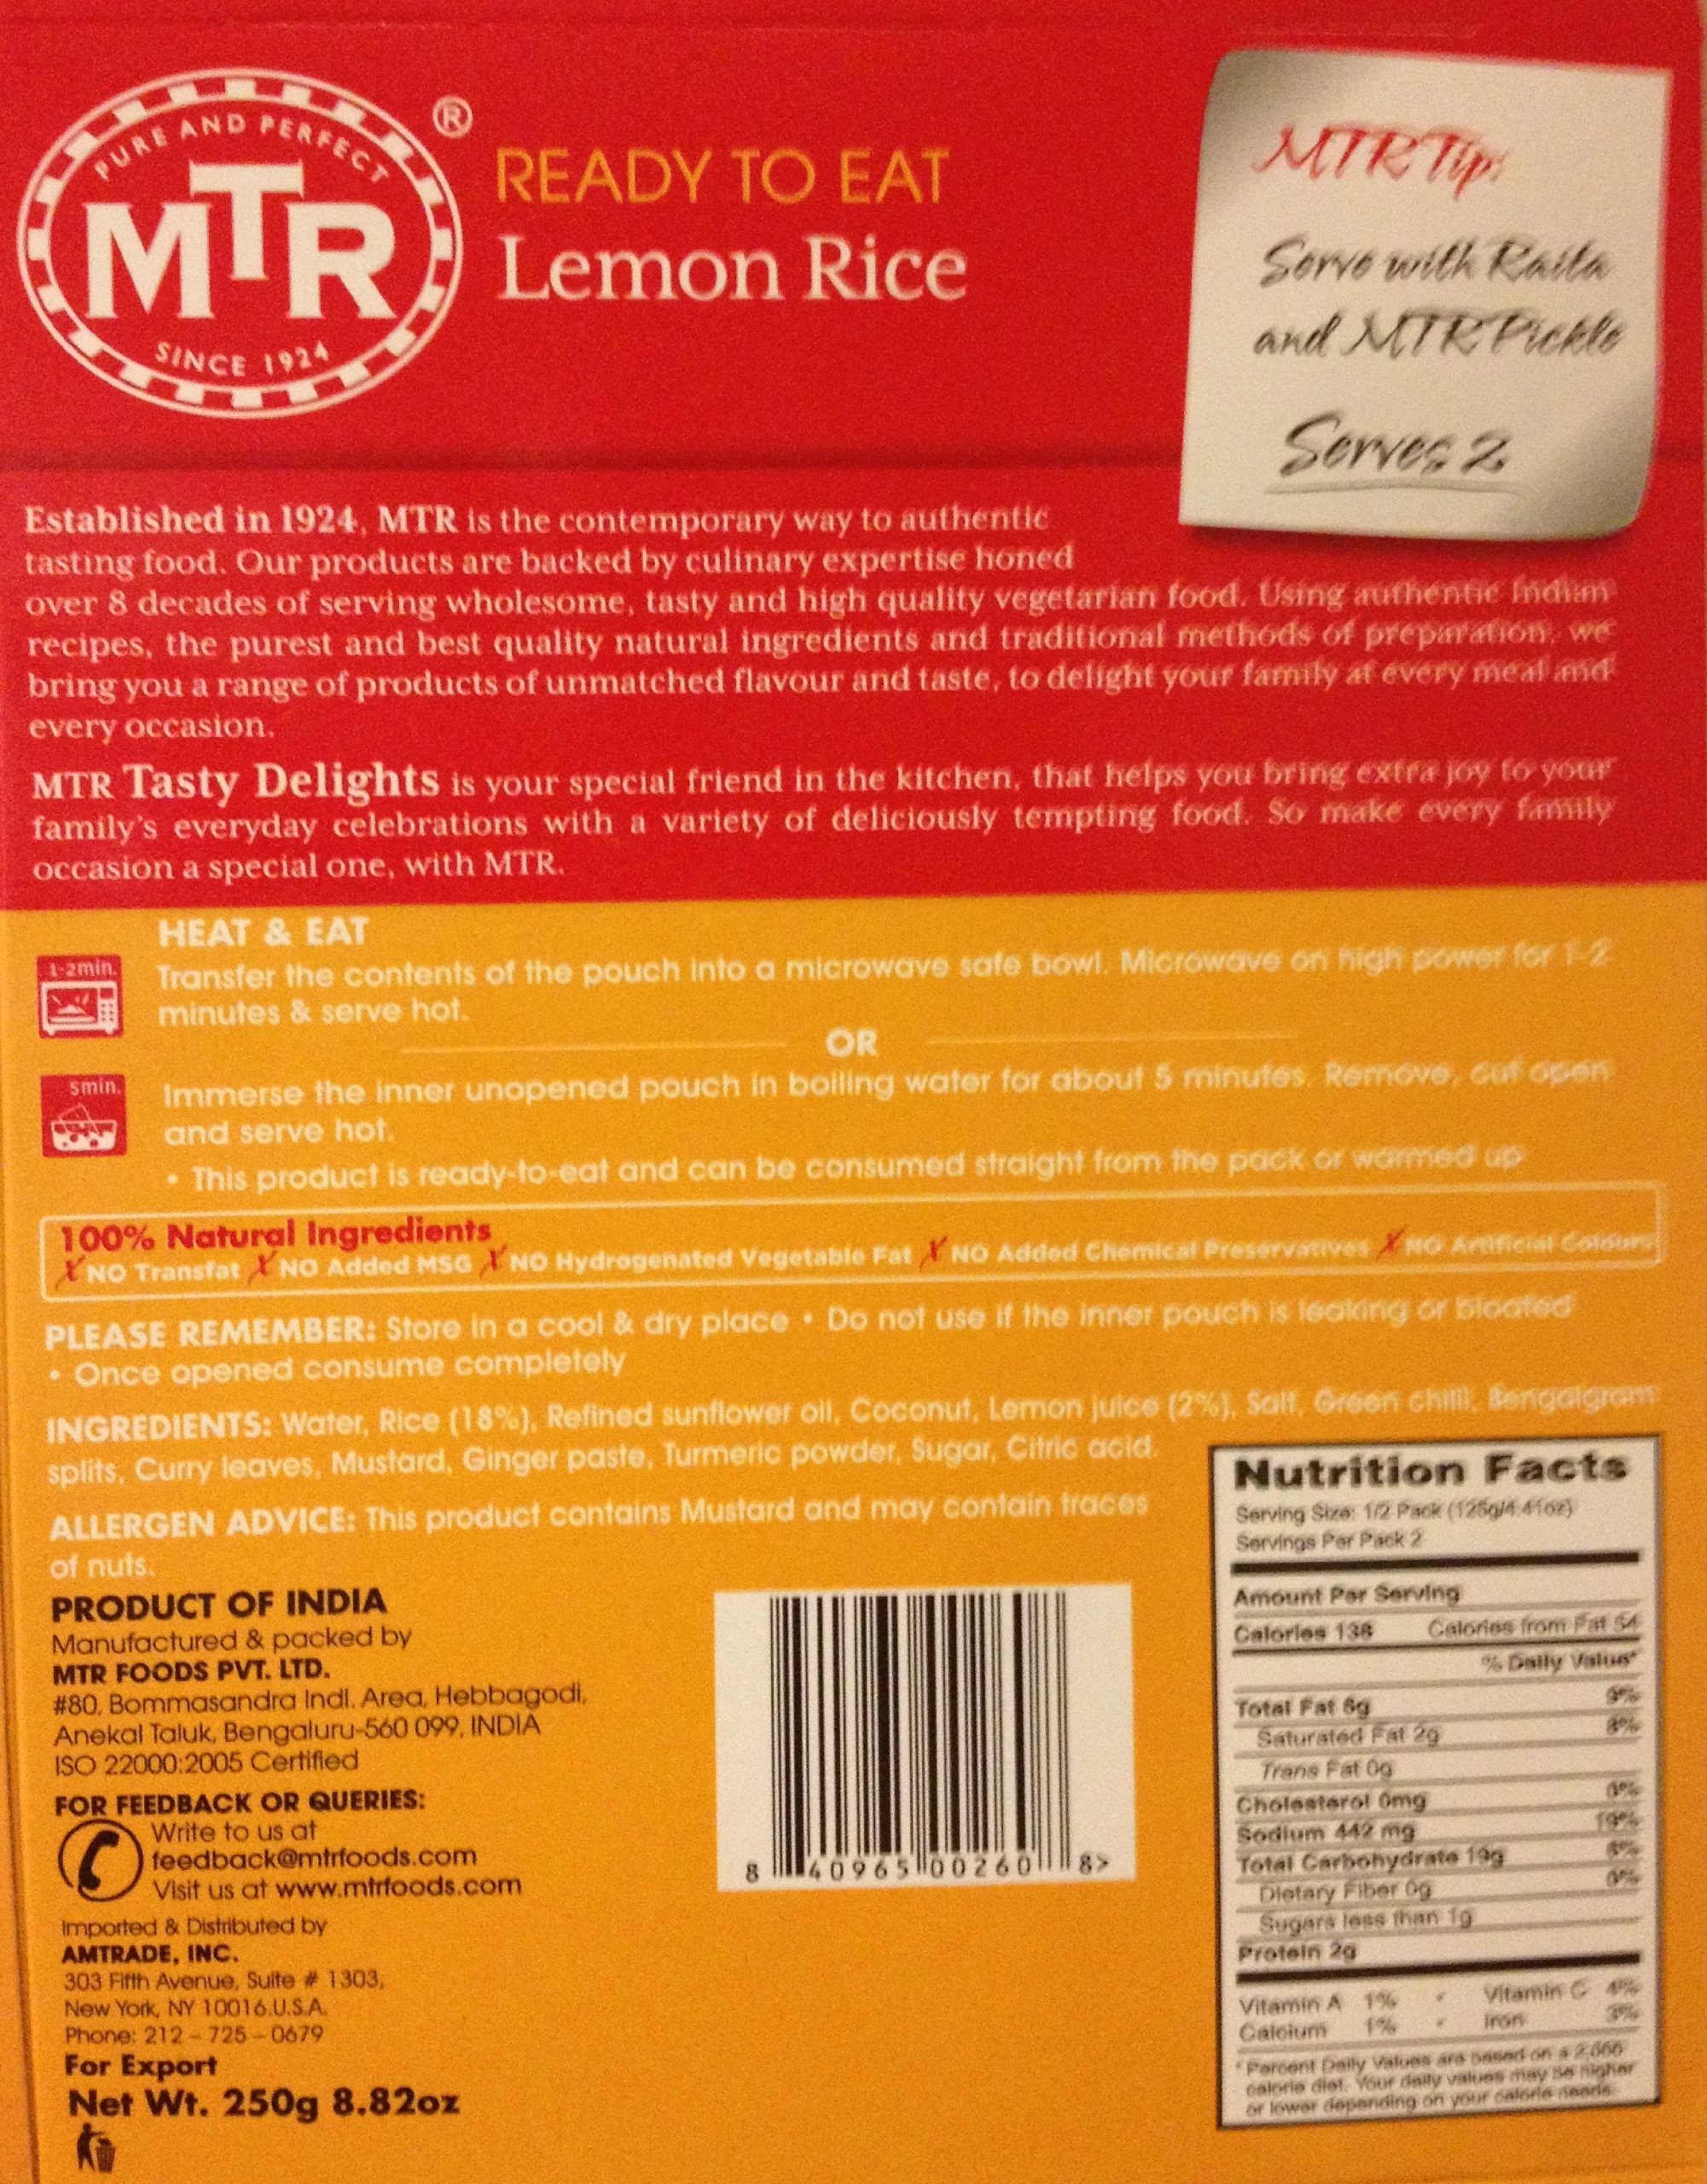 PURE AND PERFECT
MTR
SINCE 1924
®
READY TO EAT
Lemon Rice
MTR Tip:
Serve with Raita
and MTR Pickle
Serves 2
Established in 1924, MTR is the contemporary way to authentic
tasting food. Our products are backed by culinary expertise honed
over 8 decades of serving wholesome, tasty and high quality vegetarian food. Using authentic Indian
recipes, the purest and best quality natural ingredients and traditional methods of preparation, we
bring you a range of products of unmatched flavour and taste, to delight your family at every meal and
every occasion.
MTR Tasty Delights is your special friend in the kitchen, that helps you bring extra joy to your
family's everyday celebrations with a variety of deliciously tempting food. So make every family
occasion a special one, with MTR.
HEAT & EAT
1-2min.
Transfer the contents of the pouch into a microwave safe bowl. Microwave on high power for 1-2
minutes & serve hot.
OR
5min.
Immerse the inner unopened pouch in boiling water for about 5 minutes. Remove, cut open
and serve hot.
• This product is ready-to-eat and can be consumed straight from the pack or warmed up
100% Natural Ingredients
X NO Transfat X NO Added MSG X NO Hydrogenated Vegetable Fat X NO Added Chemical Preservatives X NO Artificial Colours
PLEASE REMEMBER: Store in a cool & dry place • Do not use if the inner pouch is leaking or bloated
• Once opened consume completely
INGREDIENTS: Water, Rice (18%), Refined sunflower oil, Coconut, Lemon juice (2%), Salt, Green chilli, Bengalgram
splits, Curry leaves, Mustard, Ginger paste, Turmeric powder, Sugar, Citric acid.
ALLERGEN ADVICE: This product contains Mustard and may contain traces
of nuts.
PRODUCT OF INDIA
Manufactured & packed by
MTR FOODS PVT. LTD.
#80, Bommasandra Indl. Area, Hebbagodi,
Anekal Taluk, Bengaluru-560 099, INDIA
ISO 22000:2005 Certified
FOR FEEDBACK OR QUERIES:
Write to us at
feedback@mtrfoods.com
Visit us at www.mtrfoods.com
Imported & Distributed by
AMTRADE, INC.
303 Fifth Avenue, Suite # 1303,
New York, NY 10016.U.S.A.
Phone: 212 – 725 – 0679
For Export
Net Wt. 250g 8.82oz
8 40965 00260 8>
Nutrition Facts
Serving Size: 1/2 Pack (125g/4.41oz)
Servings Per Pack 2
Amount Per Serving
Calories 138 Calories from Fat 54
% Daily Value*
Total Fat 6g 9%
Saturated Fat 2g 8%
Trans Fat 0g
Cholesterol 0mg 0%
Sodium 442 mg 19%
Total Carbohydrate 19g 6%
Dietary Fiber 0g 0%
Sugars less than 1g
Protein 2g
Vitamin A 1% • Vitamin C 4%
Calcium 1% • Iron 3%
*Percent Daily Values are based on a 2,000
calorie diet. Your daily values may be higher
or lower depending on your calorie needs.